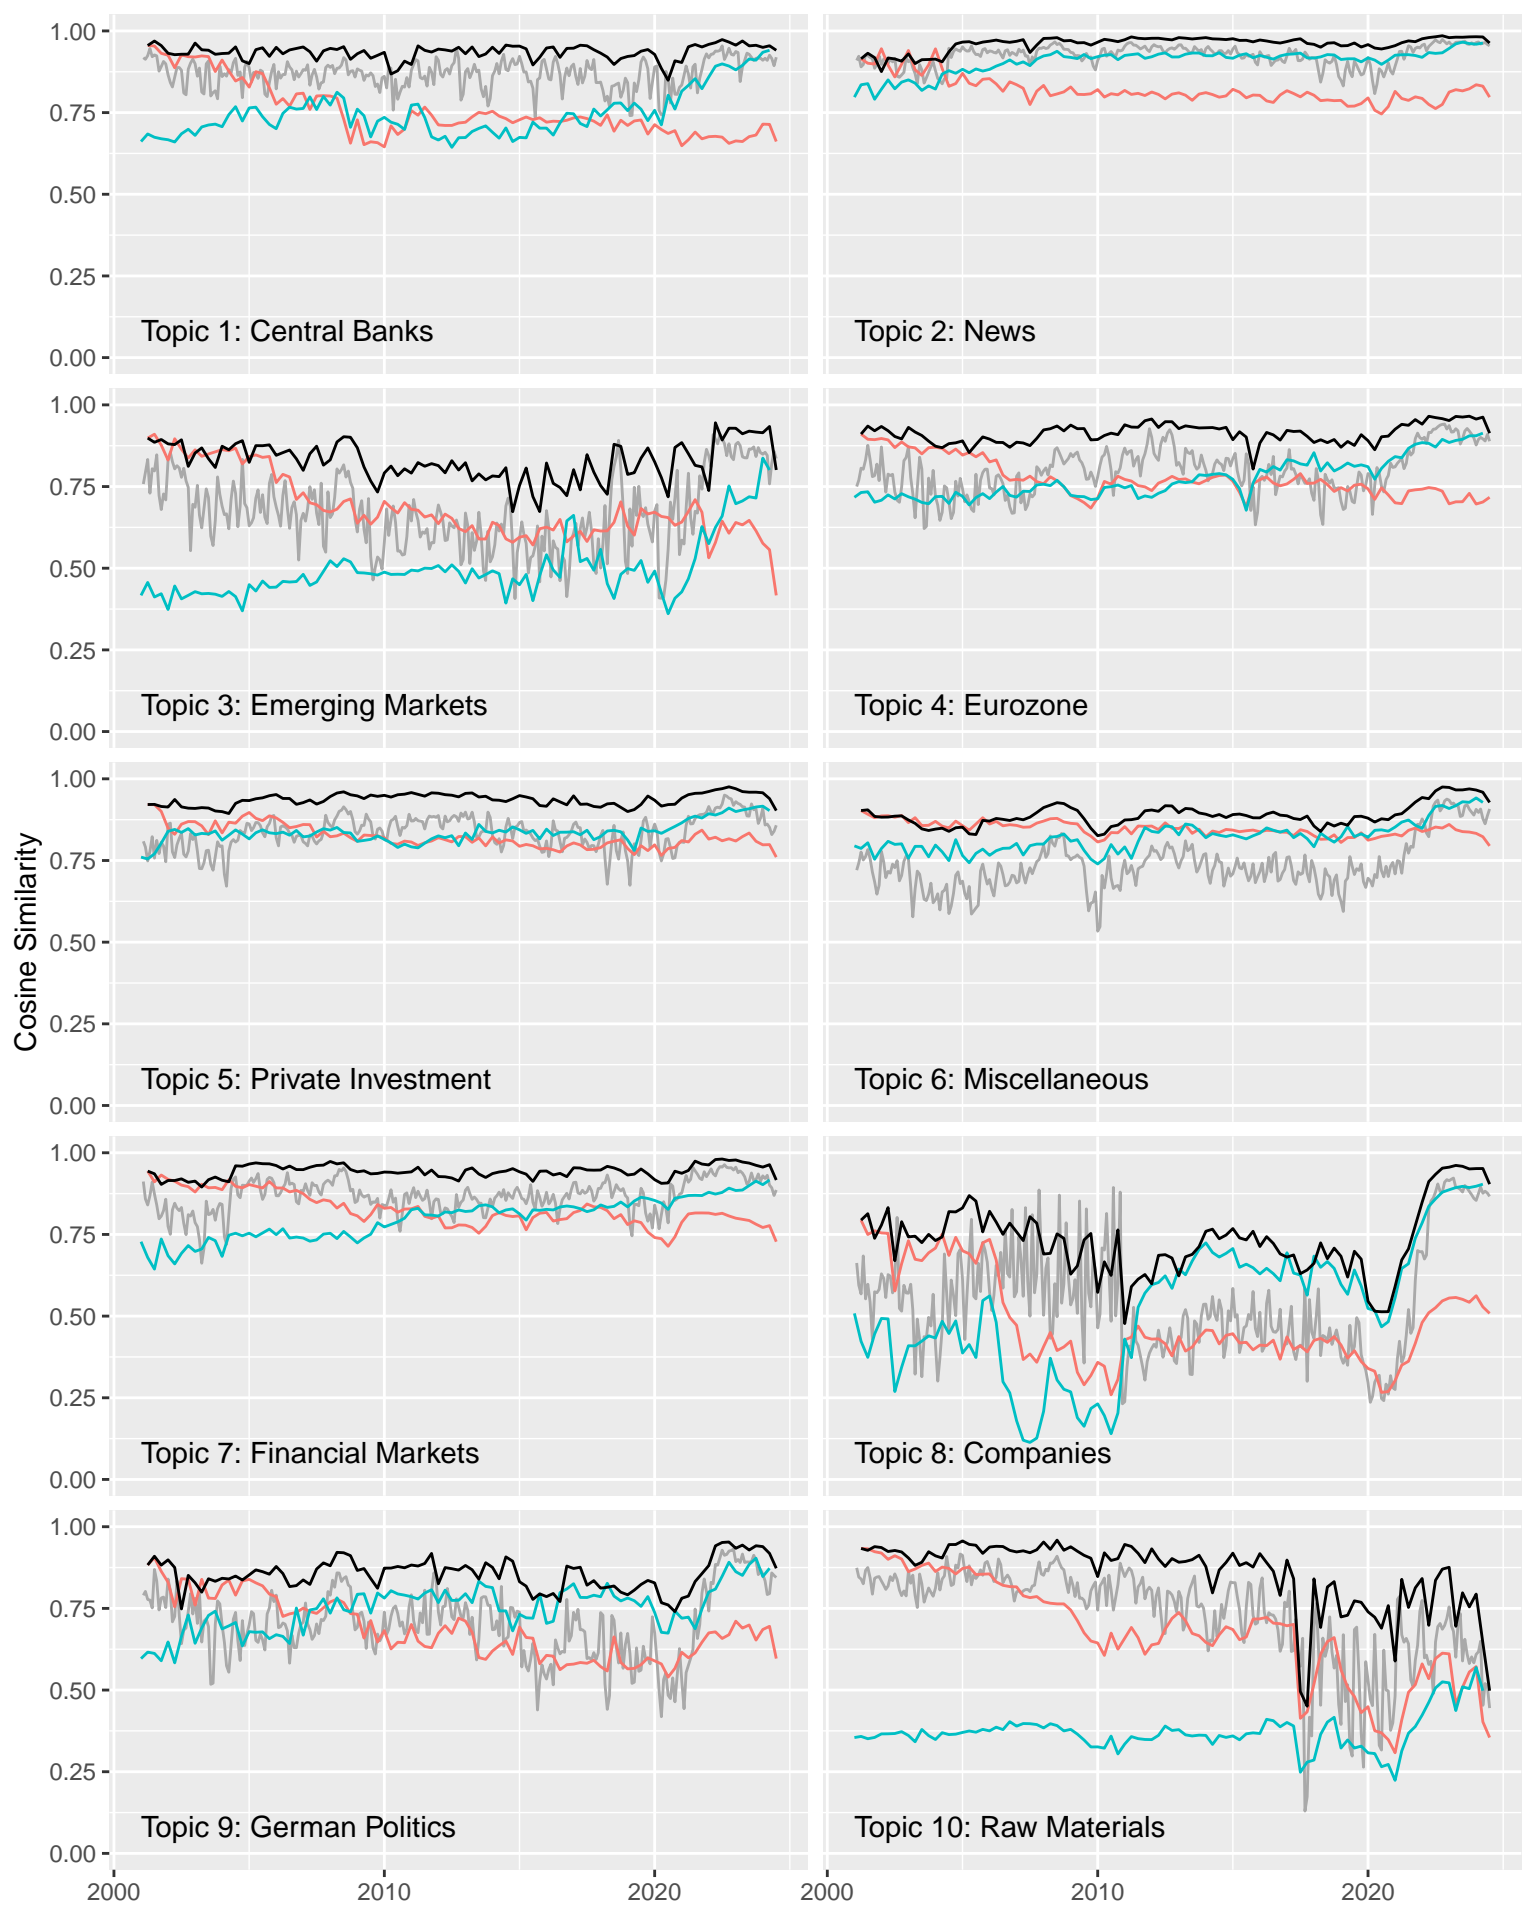 1.00
0.75
0.50
0.25
0.00
Topic 1: Central Banks
Topic 2: News
1.00
0.75
0.50
0.25
0.00
Topic 3: Emerging Markets
Topic 4: Eurozone
Cosine Similarity
1.00
0.75
0.50
0.25
0.00
Topic 5: Private Investment
Topic 6: Miscellaneous
1.00
0.75
0.50
0.25
0.00
Topic 7: Financial Markets
Topic 8: Companies
1.00
0.75
0.50
0.25
0.00
Topic 9: German Politics
Topic 10: Raw Materials
2000 2010 2020 2000 2010 2020